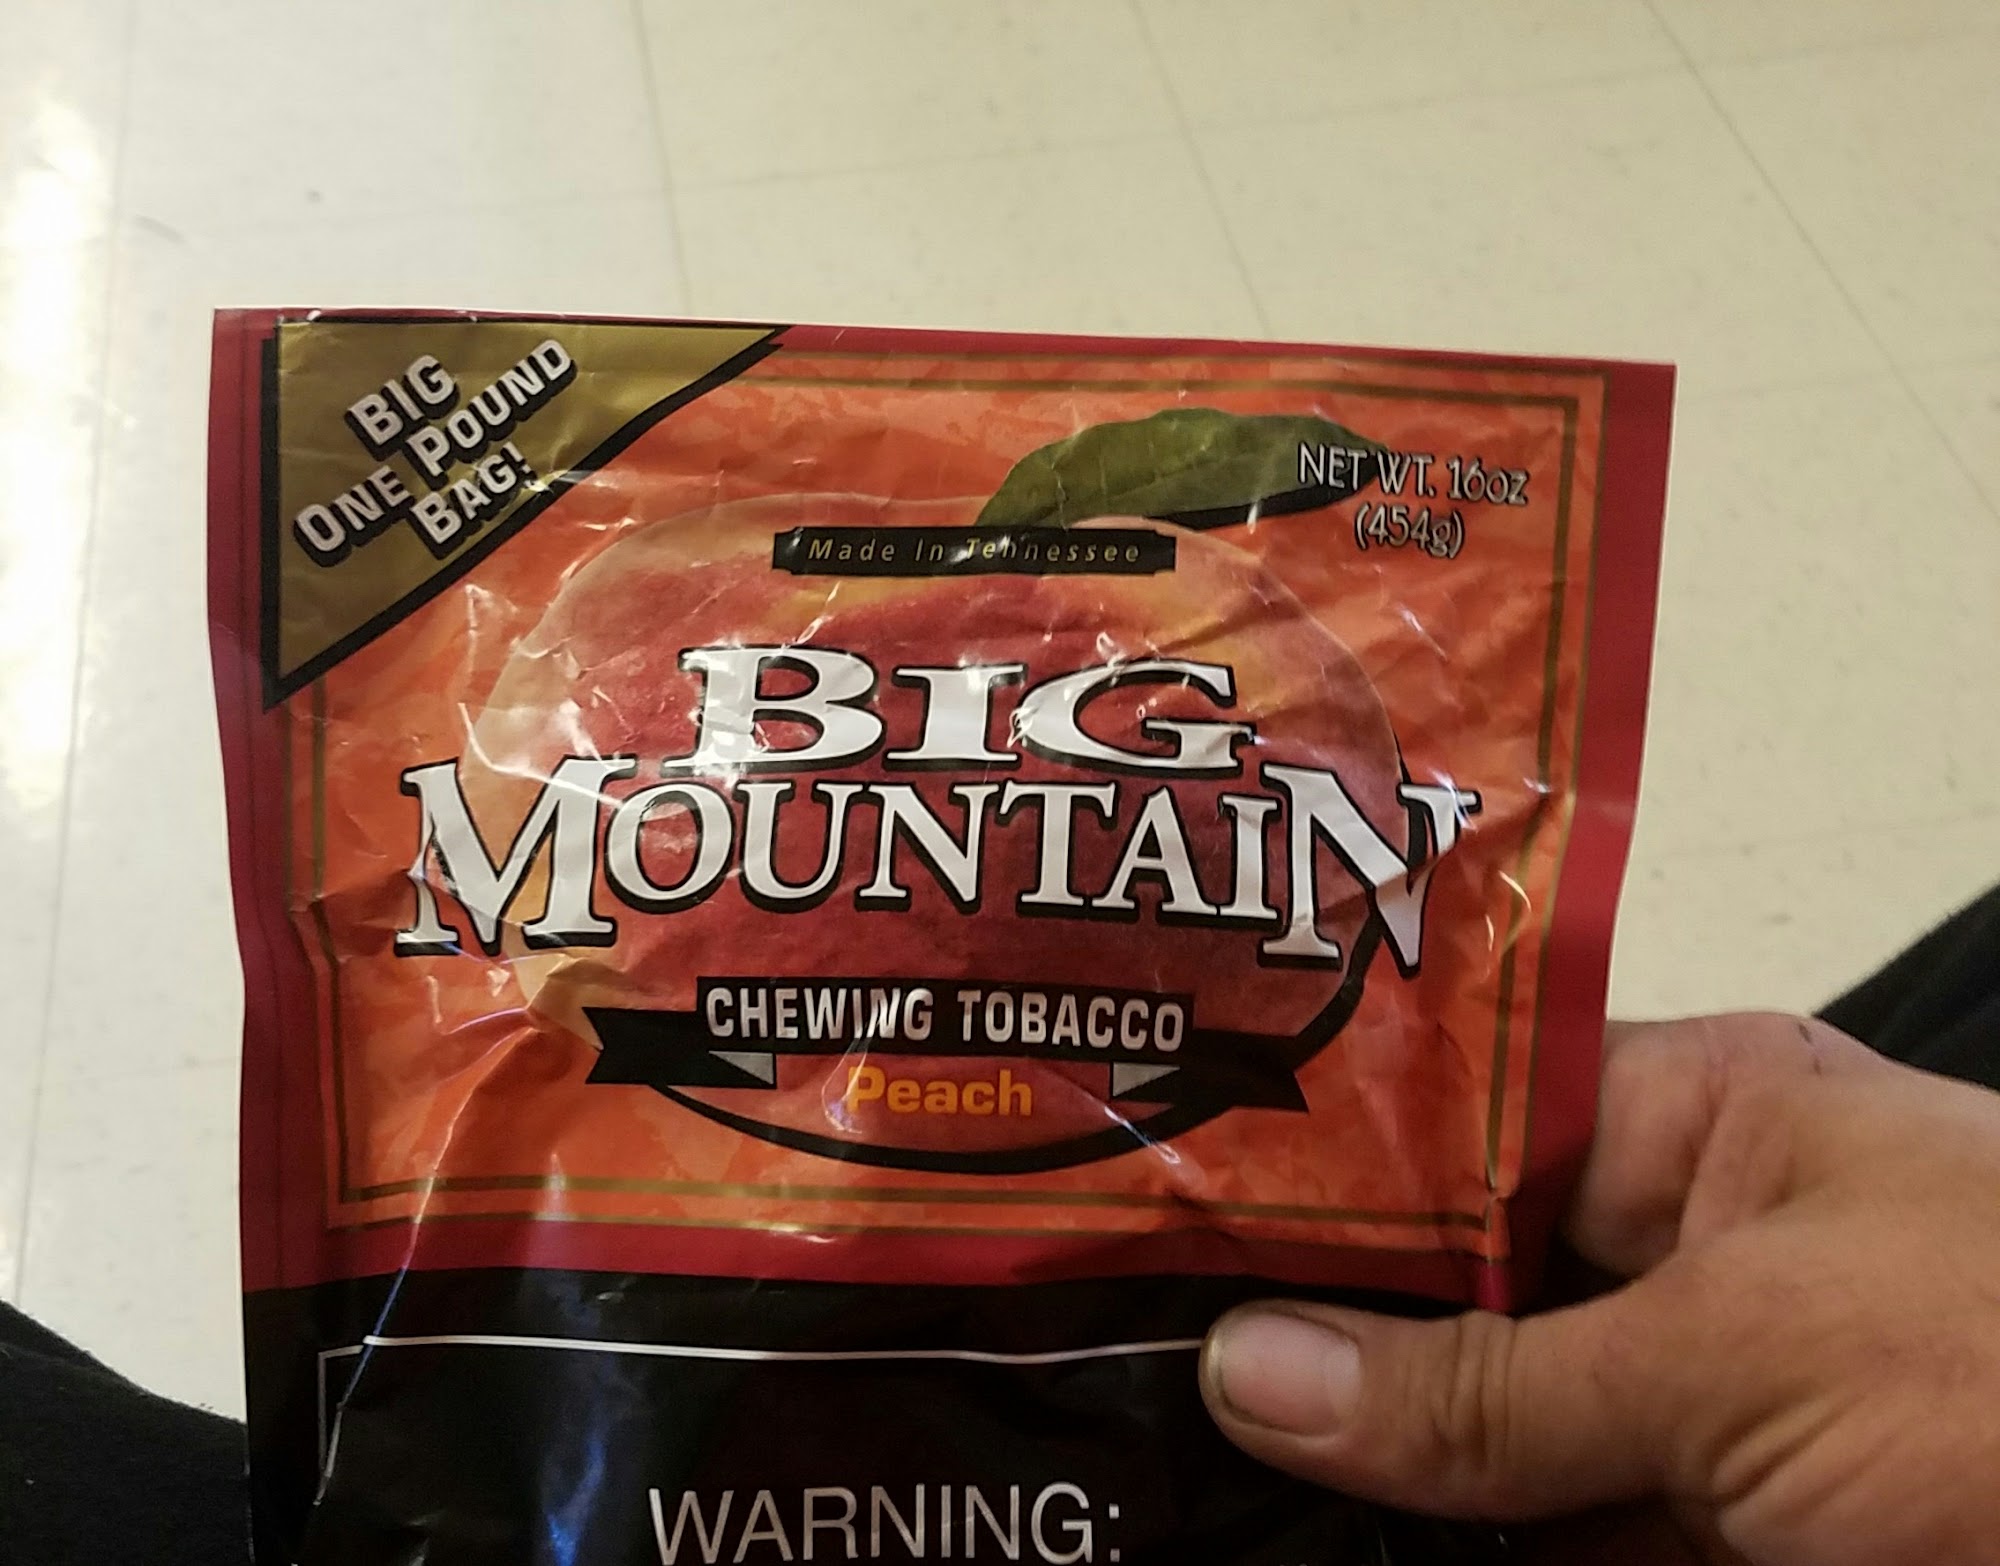 BIG
ONE POUND
BAG!
NET WT. 16oz
(454g)
Made In Tennessee
BIG
MOUNTAIN
CHEWING TOBACCO
Peach
WARNING: